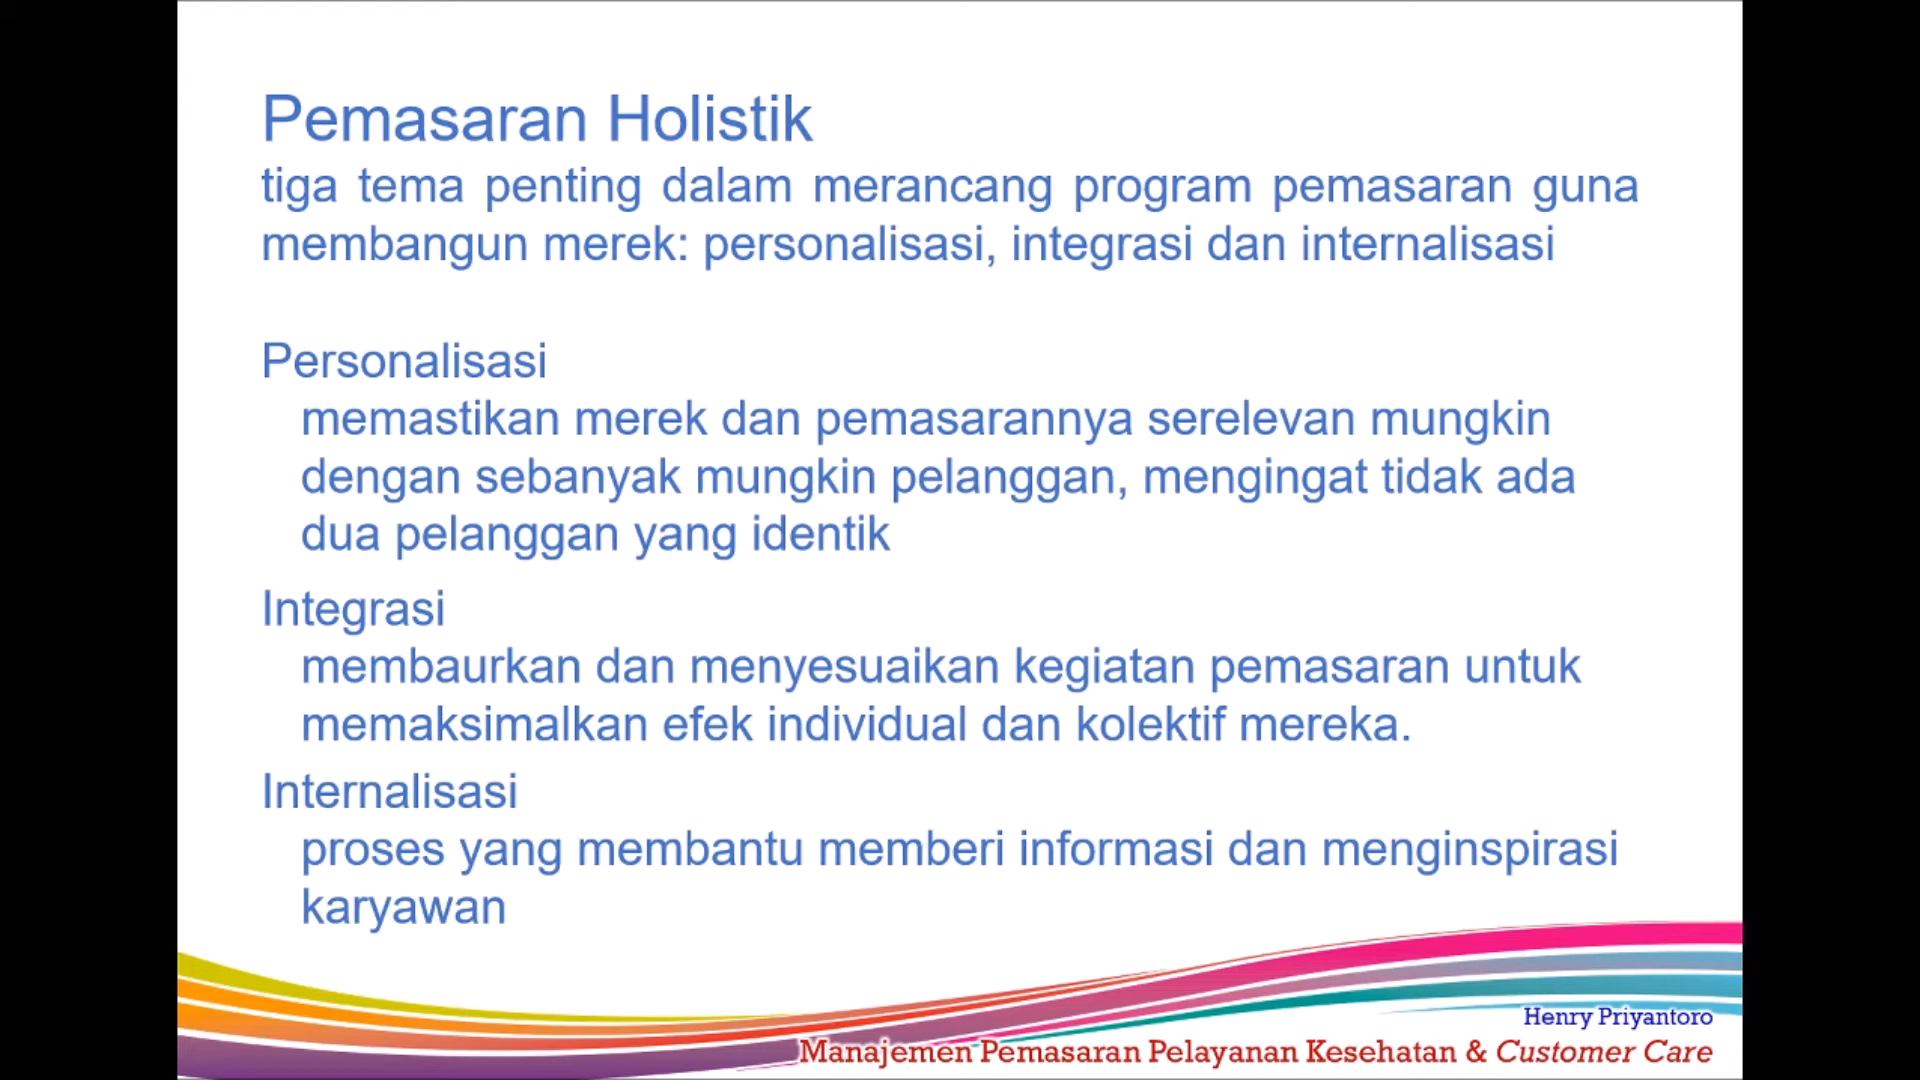 Pemasaran Holistik
tiga tema penting dalam merancang program pemasaran guna
membangun merek: personalisasi, integrasi dan internalisasi
Personalisasi
memastikan merek dan pemasarannya serelevan mungkin
dengan sebanyak mungkin pelanggan, mengingat tidak ada
dua pelanggan yang identik
Integrasi
membaurkan dan menyesuaikan kegiatan pemasaran untuk
memaksimalkan efek individual dan kolektif mereka.
Internalisasi
proses yang membantu memberi informasi dan menginspirasi
karyawan
Henry Priyantoro
Manajemen Pemasaran Pelayanan Kesehatan & Customer Care